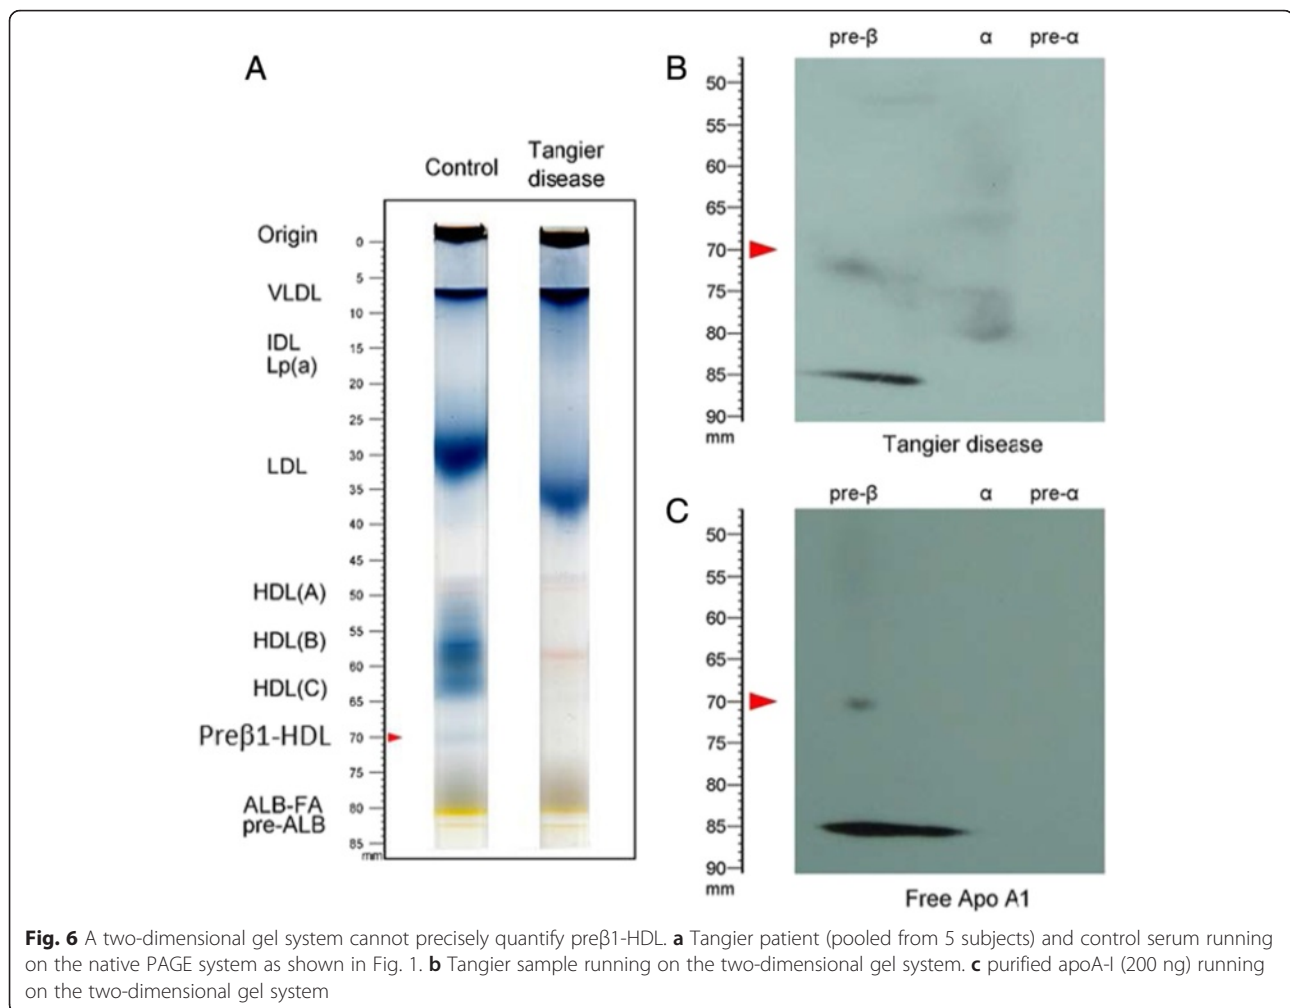 A
Control
Tangier
disease
Origin
VLDL
IDL
Lp(a)
LDL
HDL(A)
HDL(B)
HDL(C)
Preβ1-HDL
ALB-FA
pre-ALB
0
5
10
15
20
25
30
35
40
45
50
55
60
65
70
75
80
85
mm
B
pre-β α pre-α
50
55
60
65
70
75
80
85
90
mm
Tangier disease
C
pre-β α pre-α
50
55
60
65
70
75
80
85
90
mm
Free Apo A1
Fig. 6 A two-dimensional gel system cannot precisely quantify preβ1-HDL. a Tangier patient (pooled from 5 subjects) and control serum running
on the native PAGE system as shown in Fig. 1. b Tangier sample running on the two-dimensional gel system. c purified apoA-I (200 ng) running
on the two-dimensional gel system